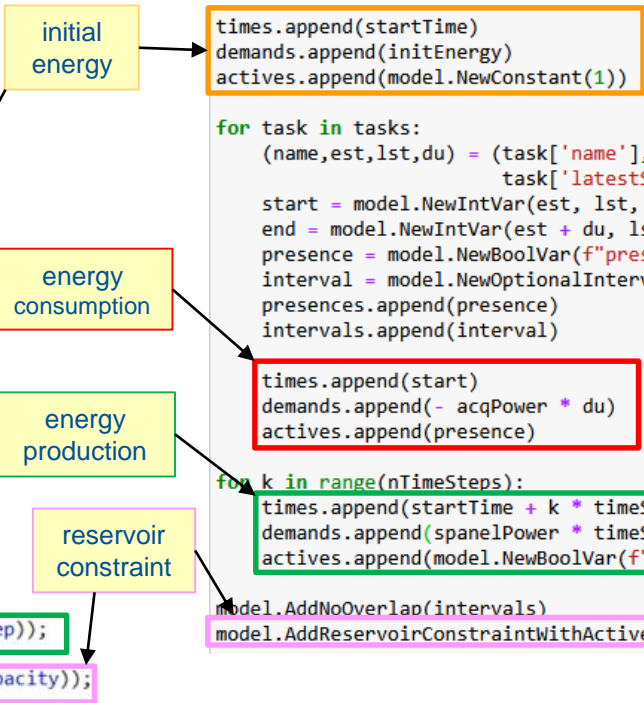 initial
energy
times.append(startTime)
demands.append(initEnergy)
actives.append(model.NewConstant(1))
for task in tasks:
(name,est,lst,du) = (task['name'],
task['latestS
start = model.NewIntVar(est, lst,
end = model.NewIntVar(est + du, ls
presence = model.NewBoolVar(f"pres
interval = model.NewOptionalInterv
presences.append(presence)
intervals.append(interval)
energy
consumption
times.append(start)
demands.append(- acqPower * du)
actives.append(presence)
energy
production
for k in range(nTimeSteps):
times.append(startTime + k * timeS
demands.append(spanelPower * timeS
actives.append(model.NewBoolVar(f"
reservoir
constraint
model.AddNoOverlap(intervals)
model.AddReservoirConstraintWithActive
ep));
pacity));